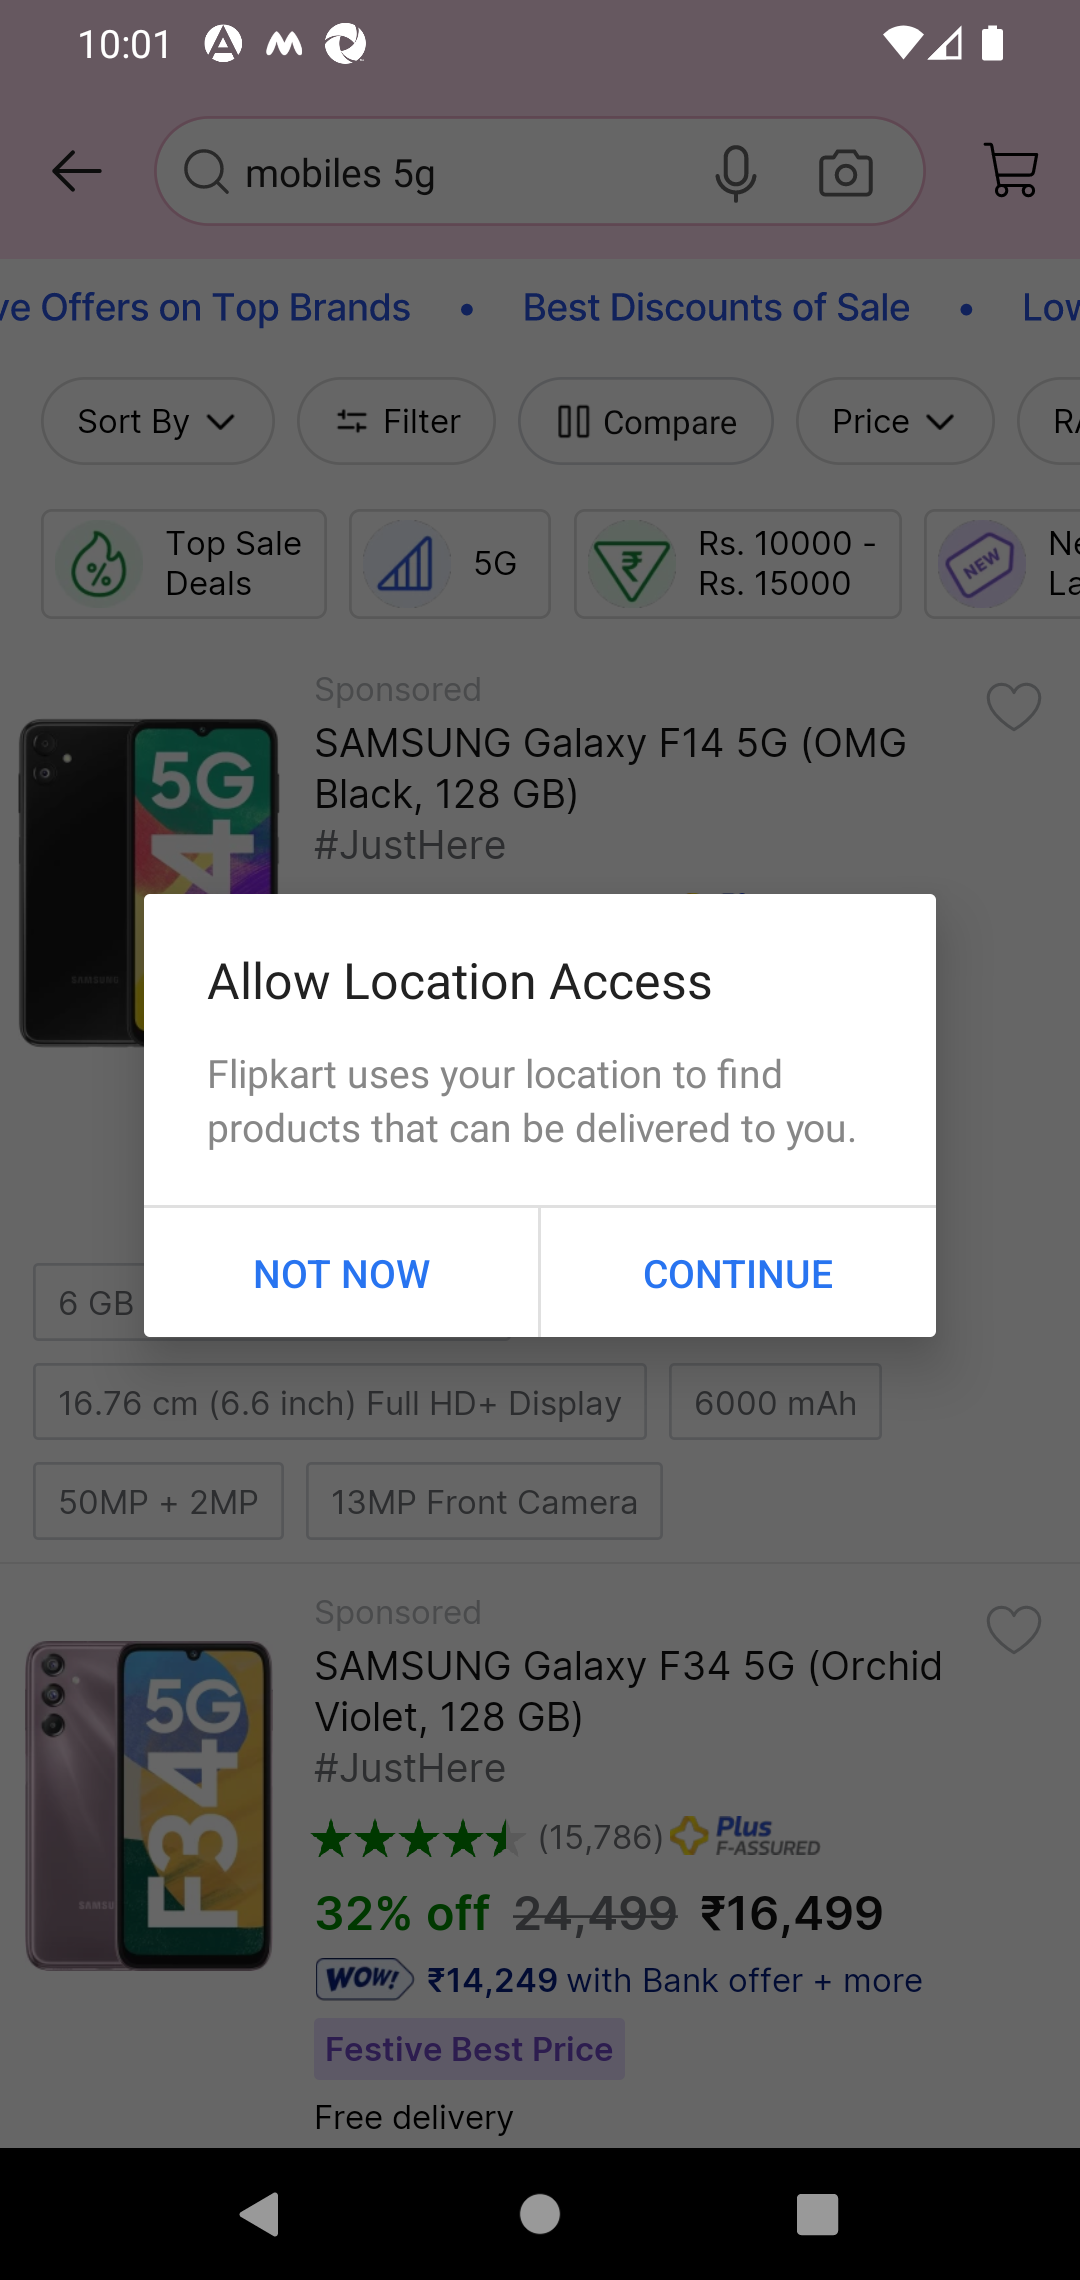 10:01
mobiles 5g
ve Offers on Top Brands • Best Discounts of Sale • Low
Sort By Filter Compare Price RA
Top Sale Deals
5G
Rs. 10000 - Rs. 15000
NEW
Ne
La
Sponsored
SAMSUNG Galaxy F14 5G (OMG
Black, 128 GB)
#JustHere
5G
4
SAMSUNG
Allow Location Access
Flipkart uses your location to find
products that can be delivered to you.
NOT NOW CONTINUE
6 GB
16.76 cm (6.6 inch) Full HD+ Display 6000 mAh
50MP + 2MP 13MP Front Camera
Sponsored
SAMSUNG Galaxy F34 5G (Orchid
Violet, 128 GB)
#JustHere
5G
F34
SAMSU
(15,786) Plus F-ASSURED
32% off 24,499 ₹16,499
WOW! ₹14,249 with Bank offer + more
Festive Best Price
Free delivery